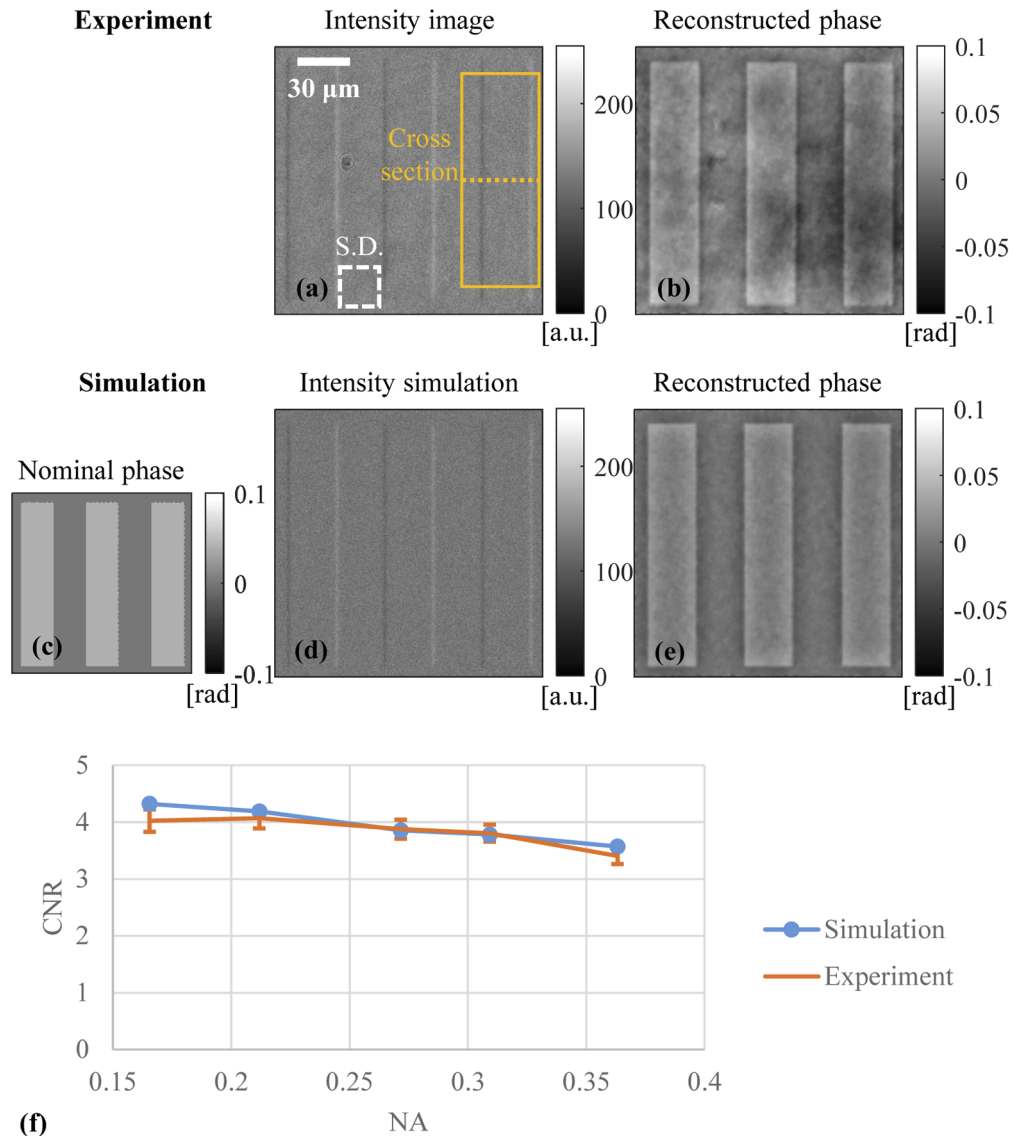 Experiment
Intensity image
Reconstructed phase
30 μm
Cross
section
S.D.
(a)
200
100
0
[a.u.]
(b)
0.1
0.05
0
-0.05
-0.1
[rad]
Simulation
Intensity simulation
Reconstructed phase
Nominal phase
(c)
0.1
0
-0.1
[rad]
(d)
200
100
0
[a.u.]
(e)
0.1
0.05
0
-0.05
-0.1
[rad]
5
4
3
2
1
0
CNR
0.15
0.2
0.25
0.3
0.35
0.4
NA
Simulation
Experiment
(f)